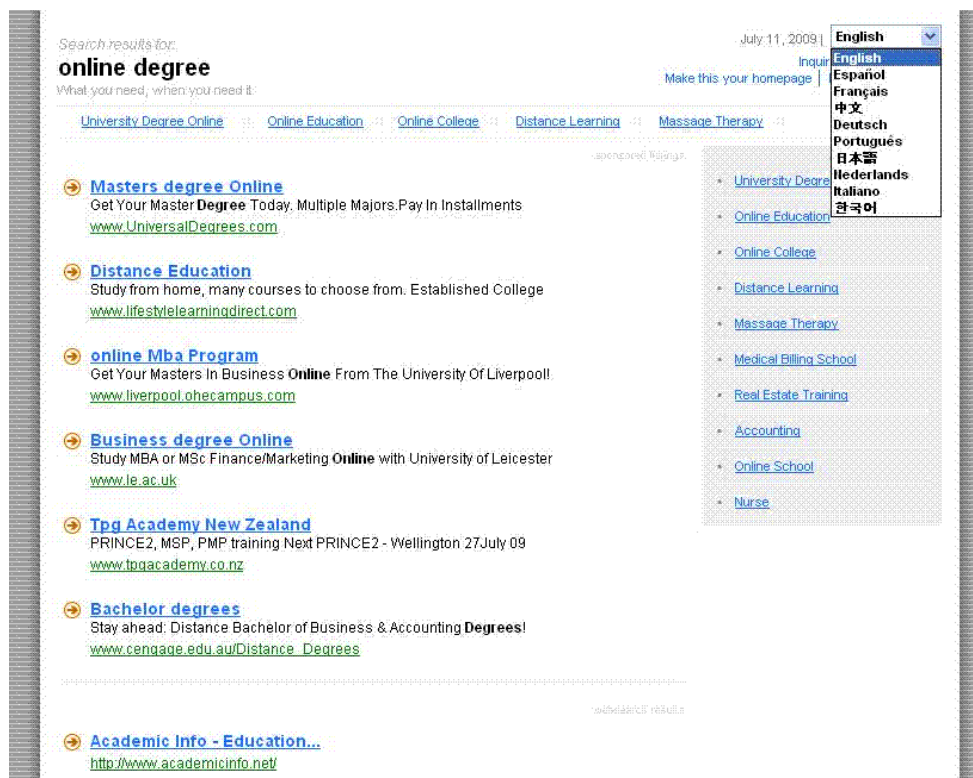 Search results for:
online degree
What you need, when you need it
July 11, 2009 |
English
Inquir
Make this your homepage |
English
Español
Français
中文
Deutsch
Português
日本語
Nederlands
Italiano
한국어
University Degree Online :: Online Education :: Online College :: Distance Learning :: Massage Therapy ::
sponsored listings
Masters degree Online
Get Your Master Degree Today. Multiple Majors.Pay In Installments
www.UniversalDegrees.com
Distance Education
Study from home, many courses to choose from. Established College
www.lifestylelearningdirect.com
online Mba Program
Get Your Masters In Business Online From The University Of Liverpool!
www.liverpool.ohecampus.com
Business degree Online
Study MBA or MSc Finance/Marketing Online with University of Leicester
www.le.ac.uk
Tpg Academy New Zealand
PRINCE2, MSP, PMP training Next PRINCE2 - Wellington 27July 09
www.tpgacademy.co.nz
Bachelor degrees
Stay ahead: Distance Bachelor of Business & Accounting Degrees!
www.cengage.edu.au/Distance_Degrees
results
Academic Info - Education...
http://www.academicinfo.net/
University Degre
Online Education
Online College
Distance Learning
Massage Therapy
Medical Billing School
Real Estate Training
Accounting
Online School
Nurse